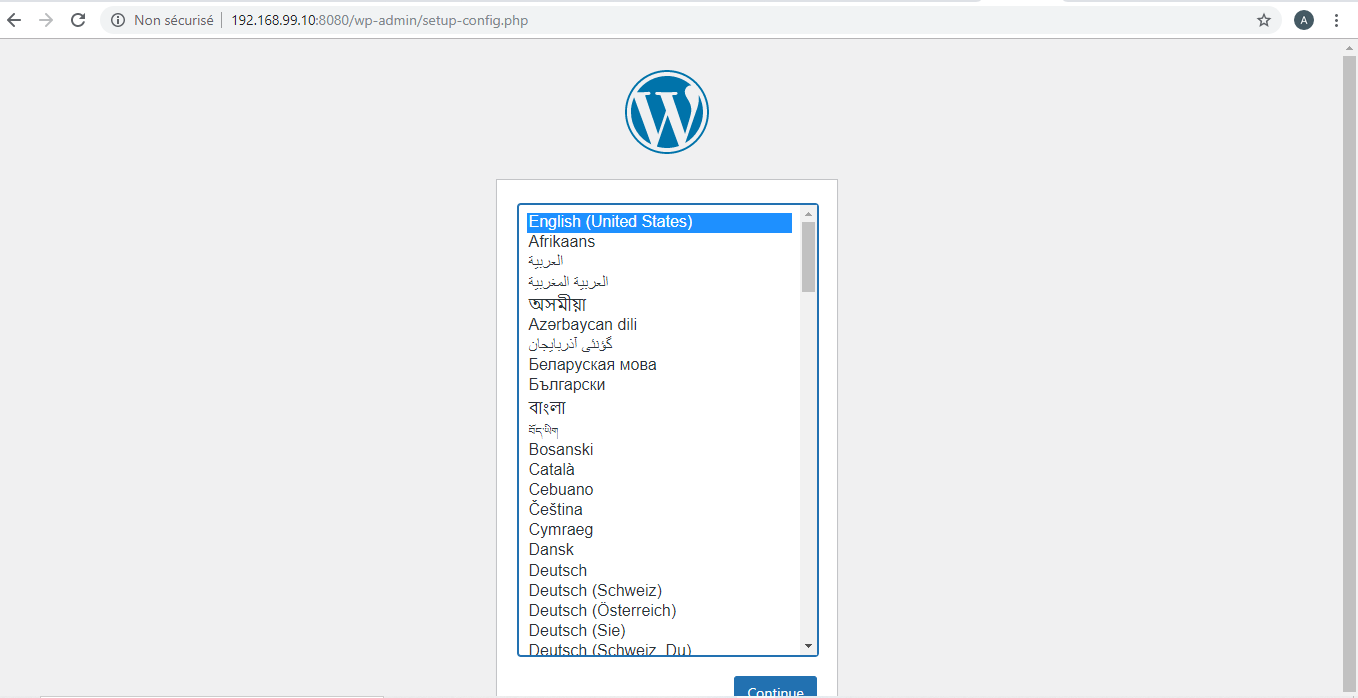 Non sécurisé
192.168.99.10:8080/wp-admin/setup-config.php
A
W
English (United States)
Afrikaans
العربية
العربية المغربية
অসমীয়া
Azərbaycan dili
گؤنئی آذربایجان
Беларуская мова
Български
বাংলা
བོད་ཡིག
Bosanski
Català
Cebuano
Čeština
Cymraeg
Dansk
Deutsch
Deutsch (Schweiz)
Deutsch (Österreich)
Deutsch (Sie)
Deutsch (Schweiz, Du)
Continue